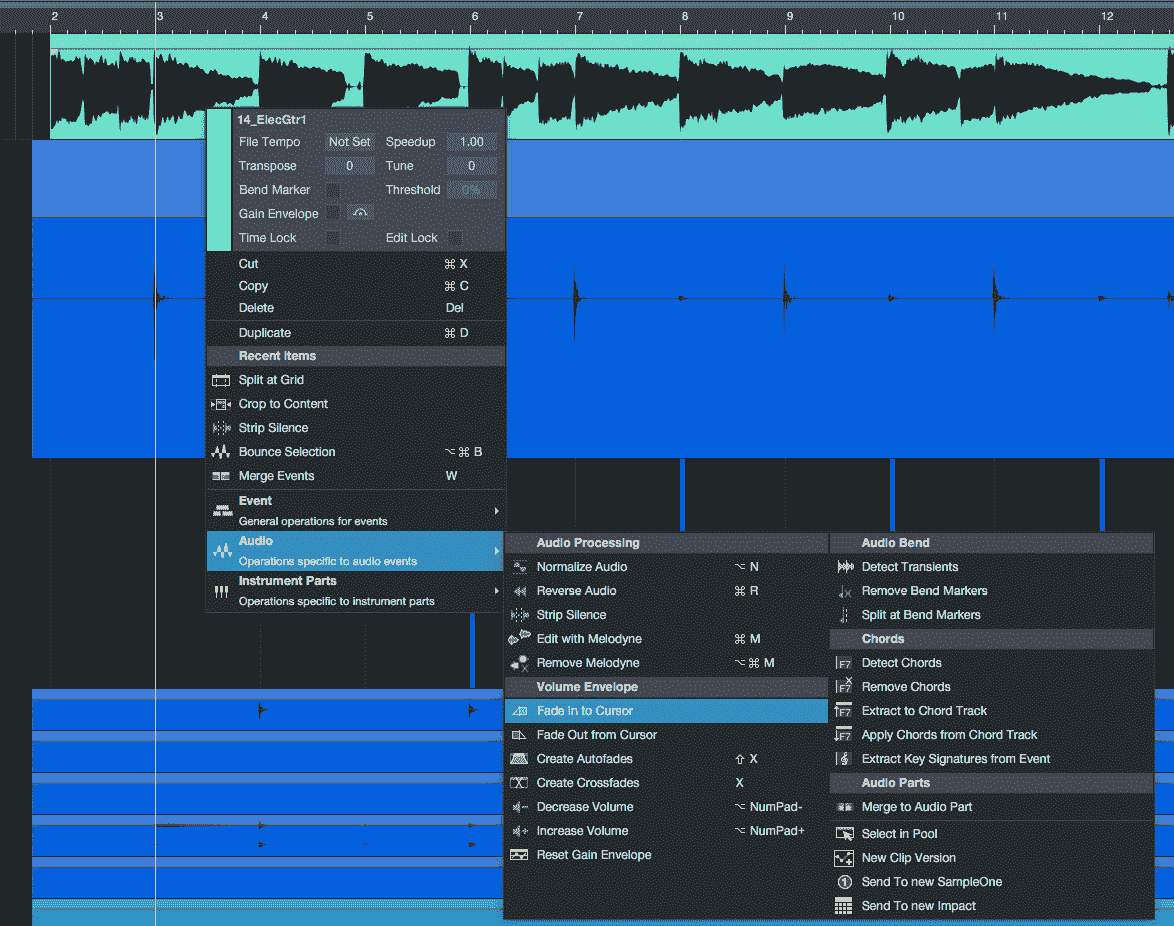 2 3 4 5 6 7 8 9 10 11 12
14_ElecGtr1
File Tempo Not Set Speedup 1.00
Transpose 0 Tune 0
Bend Marker Threshold 0%
Gain Envelope
Time Lock Edit Lock
Cut ⌘ X
Copy ⌘ C
Delete Del
Duplicate ⌘ D
Recent Items
Split at Grid
Crop to Content
Strip Silence
Bounce Selection ⌥ ⌘ B
Merge Events W
Event
General operations for events
Audio
Operations specific to audio events
Instrument Parts
Operations specific to instrument parts
Audio Processing
Normalize Audio ⌥ N
Reverse Audio ⌘ R
Strip Silence
Edit with Melodyne ⌘ M
Remove Melodyne ⌥ ⌘ M
Volume Envelope
Fade In to Cursor
Fade Out from Cursor
Create Autofades ⇧ X
Create Crossfades X
Decrease Volume ⌥ NumPad-
Increase Volume ⌥ NumPad+
Reset Gain Envelope
Audio Bend
Detect Transients
Remove Bend Markers
Split at Bend Markers
Chords
F7 Detect Chords
F7 Remove Chords
F7 Extract to Chord Track
F7 Apply Chords from Chord Track
Extract Key Signatures from Event
Audio Parts
Merge to Audio Part
Select in Pool
New Clip Version
1 Send To new SampleOne
Send To new Impact